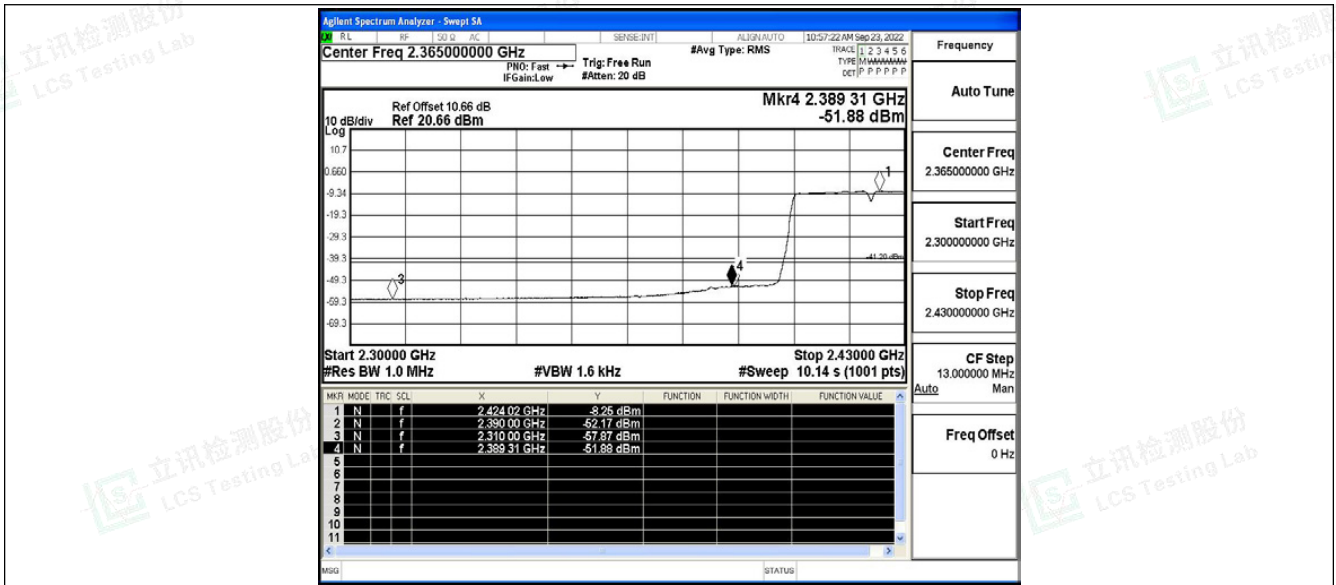 Agilent Spectrum Analyzer - Swept SA
RL RF 50 Ω AC SENSE:INT ALIGNAUTO 10:57:22 AM Sep 23, 2022
Center Freq 2.365000000 GHz #Avg Type: RMS TRACE 1 2 3 4 5 6
PNO: Fast Trig: Free Run TYPE M WWWWW
IFGain:Low #Atten: 20 dB DET P P P P P P
Mkr4 2.389 31 GHz
Ref Offset 10.66 dB
10 dB/div Ref 20.66 dBm -51.88 dBm
Log
10.7
0.660
1
-9.34
-19.3
-29.3
-39.3
-41.20 dBm
4
-49.3
3
-59.3
-69.3
Start 2.30000 GHz Stop 2.43000 GHz
#Res BW 1.0 MHz #VBW 1.6 kHz #Sweep 10.14 s (1001 pts)
MKR MODE TRC SCL X Y FUNCTION FUNCTION WIDTH FUNCTION VALUE
1 N f 2.424 02 GHz -8.25 dBm
2 N f 2.390 00 GHz -52.17 dBm
3 N f 2.310 00 GHz -57.87 dBm
4 N f 2.389 31 GHz -51.88 dBm
5
6
7
8
9
10
11
MSG STATUS
Frequency
Auto Tune
Center Freq
2.365000000 GHz
Start Freq
2.300000000 GHz
Stop Freq
2.430000000 GHz
CF Step
13.000000 MHz
Auto Man
Freq Offset
0 Hz
立讯检测股份
LCS Testing Lab
立讯检测股份
LCS Testing Lab
立讯检测股份
LCS Testing Lab
立讯检测股份
LCS Testing Lab